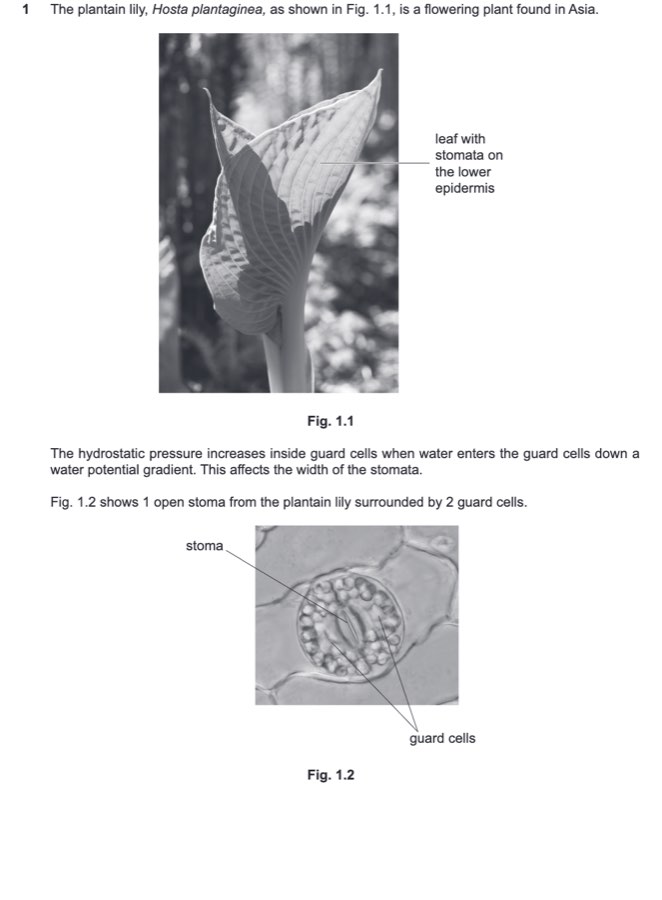 1 The plantain lily, Hosta plantaginea, as shown in Fig. 1.1, is a flowering plant found in Asia.
leaf with
stomata on
the lower
epidermis
Fig. 1.1
The hydrostatic pressure increases inside guard cells when water enters the guard cells down a
water potential gradient. This affects the width of the stomata.
Fig. 1.2 shows 1 open stoma from the plantain lily surrounded by 2 guard cells.
stoma
guard cells
Fig. 1.2